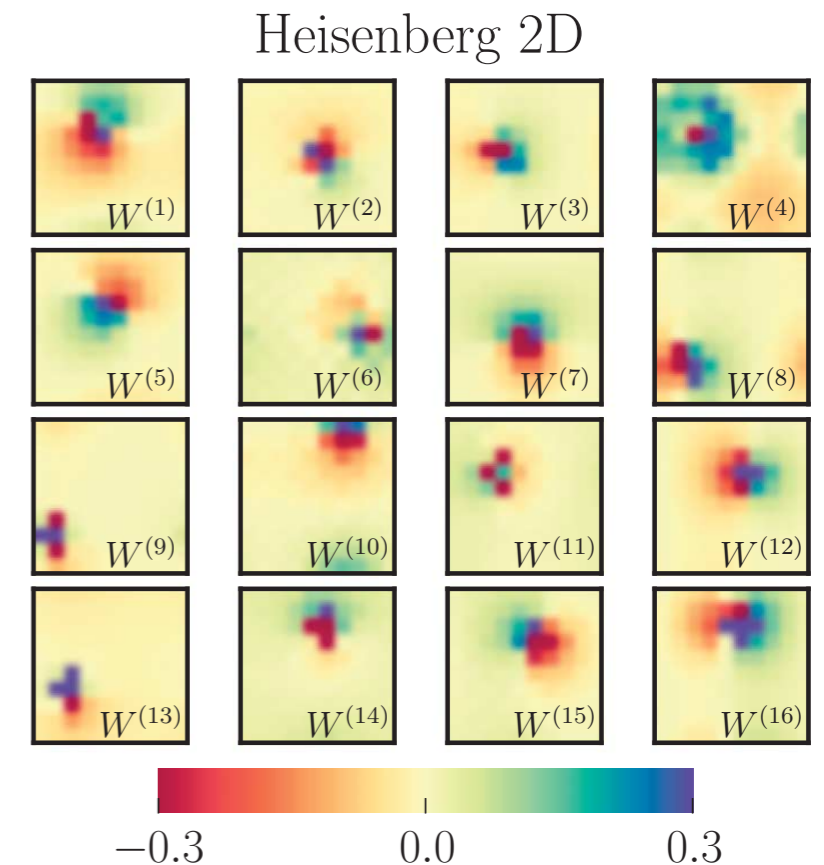 Heisenberg 2D
W^(1) W^(2) W^(3) W^(4)
W^(5) W^(6) W^(7) W^(8)
W^(9) W^(10) W^(11) W^(12)
W^(13) W^(14) W^(15) W^(16)
−0.3 0.0 0.3